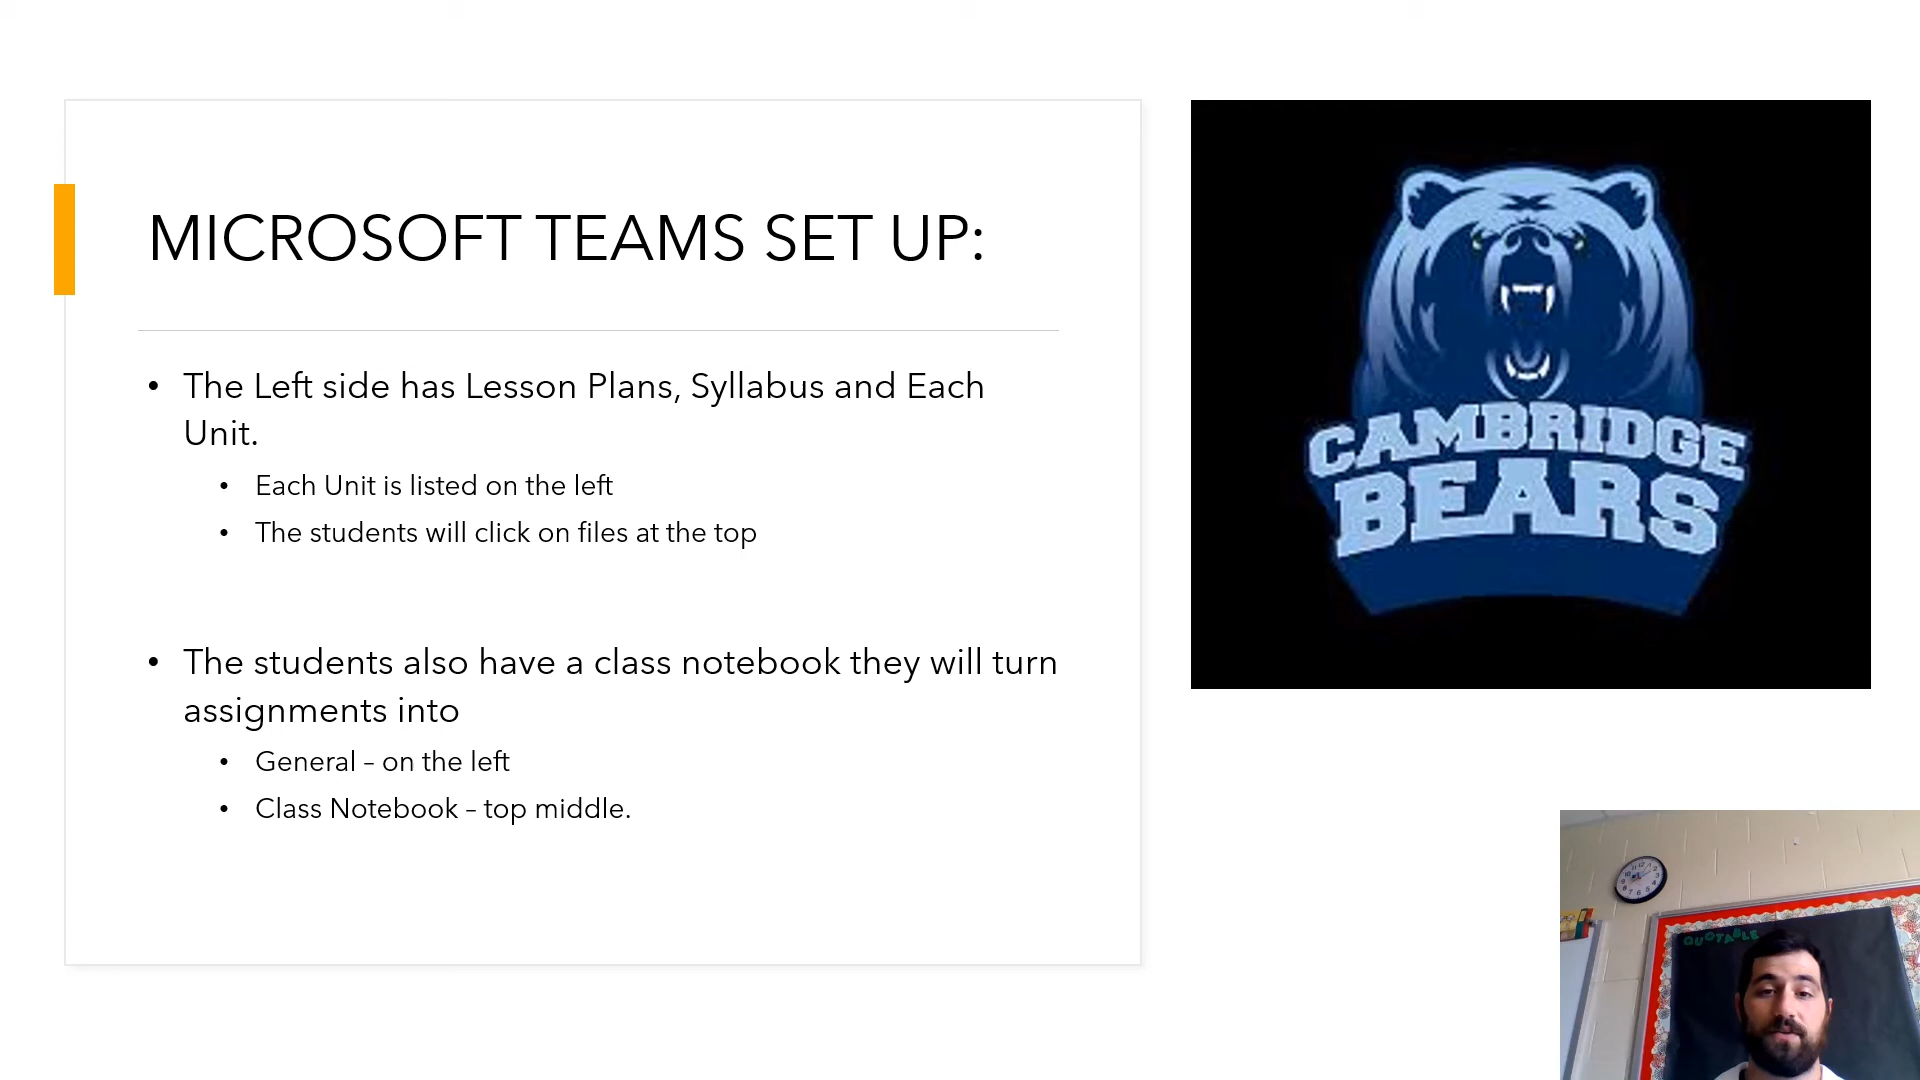 MICROSOFT TEAMS SET UP:
• The Left side has Lesson Plans, Syllabus and Each
Unit.
• Each Unit is listed on the left
• The students will click on files at the top
• The students also have a class notebook they will turn
assignments into
• General – on the left
• Class Notebook – top middle.
CAMBRIDGE
BEARS
QUOTABLE